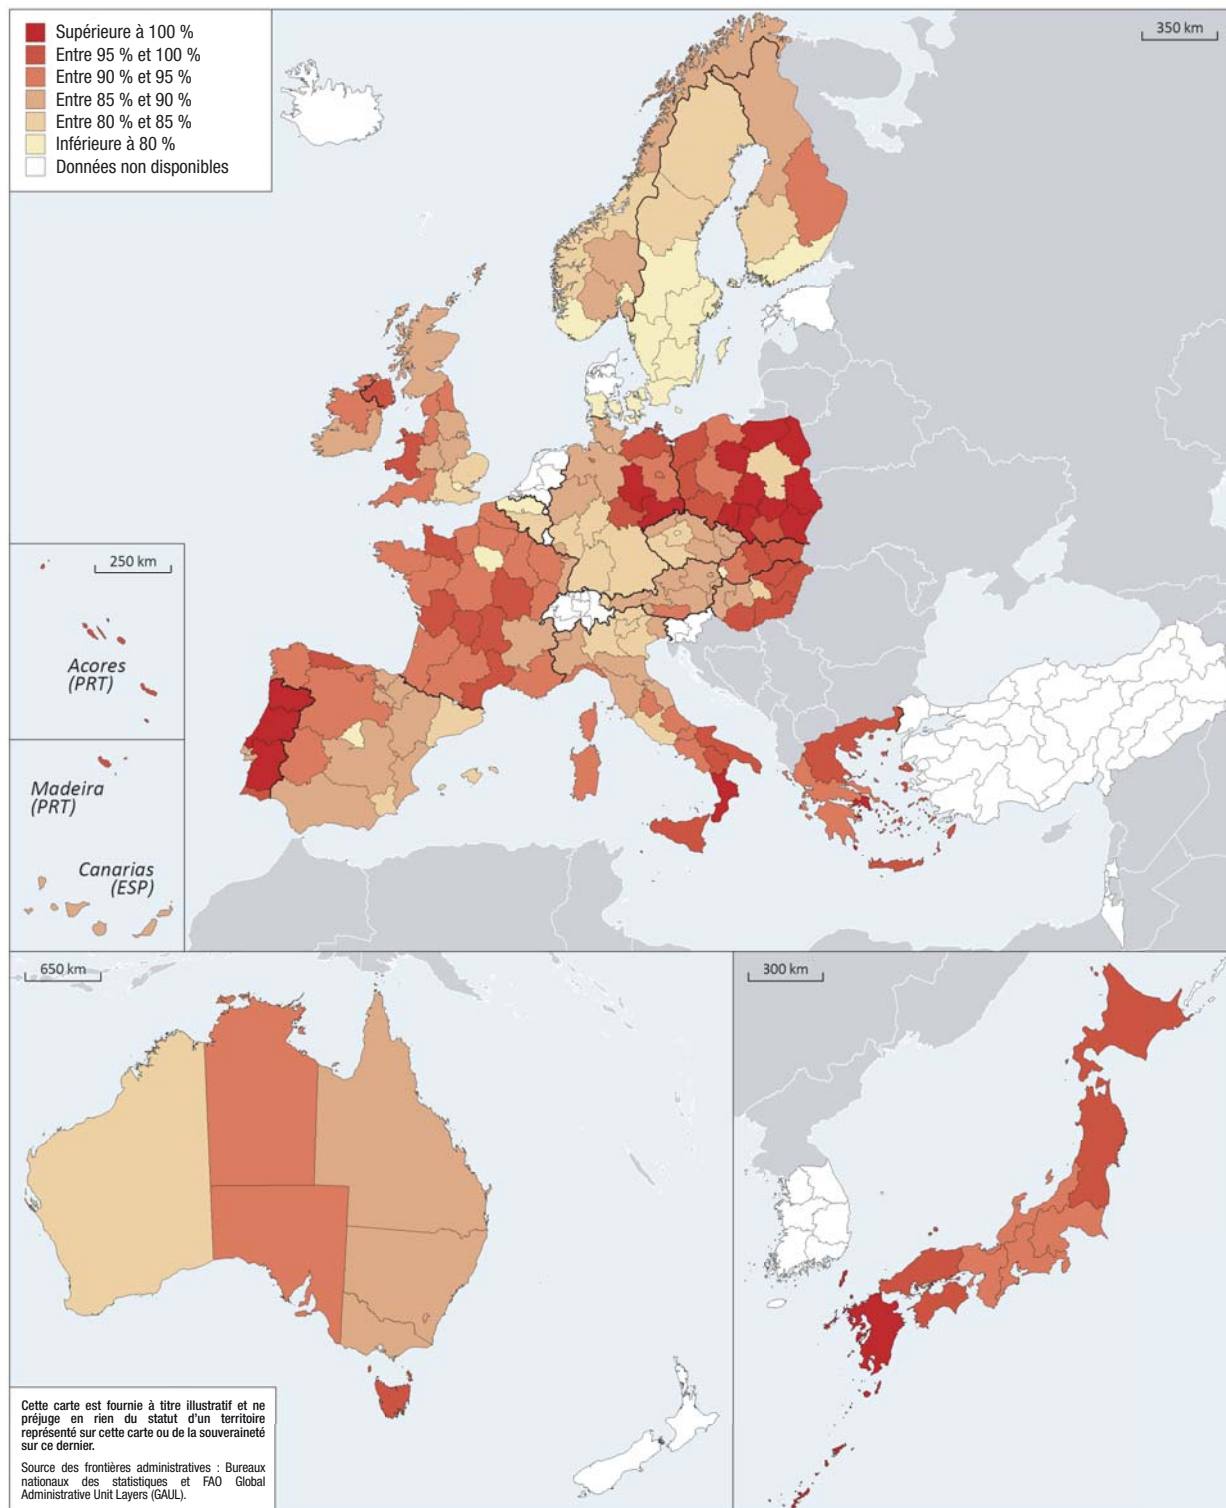 Supérieure à 100 %
Entre 95 % et 100 %
Entre 90 % et 95 %
Entre 85 % et 90 %
Entre 80 % et 85 %
Inférieure à 80 %
Données non disponibles
350 km
250 km
Acores
(PRT)
Madeira
(PRT)
Canarias
(ESP)
650 km
300 km
Cette carte est fournie à titre illustratif et ne
préjuge en rien du statut d'un territoire
représenté sur cette carte ou de la souveraineté
sur ce dernier.
Source des frontières administratives : Bureaux
nationaux des statistiques et FAO Global
Administrative Unit Layers (GAUL).